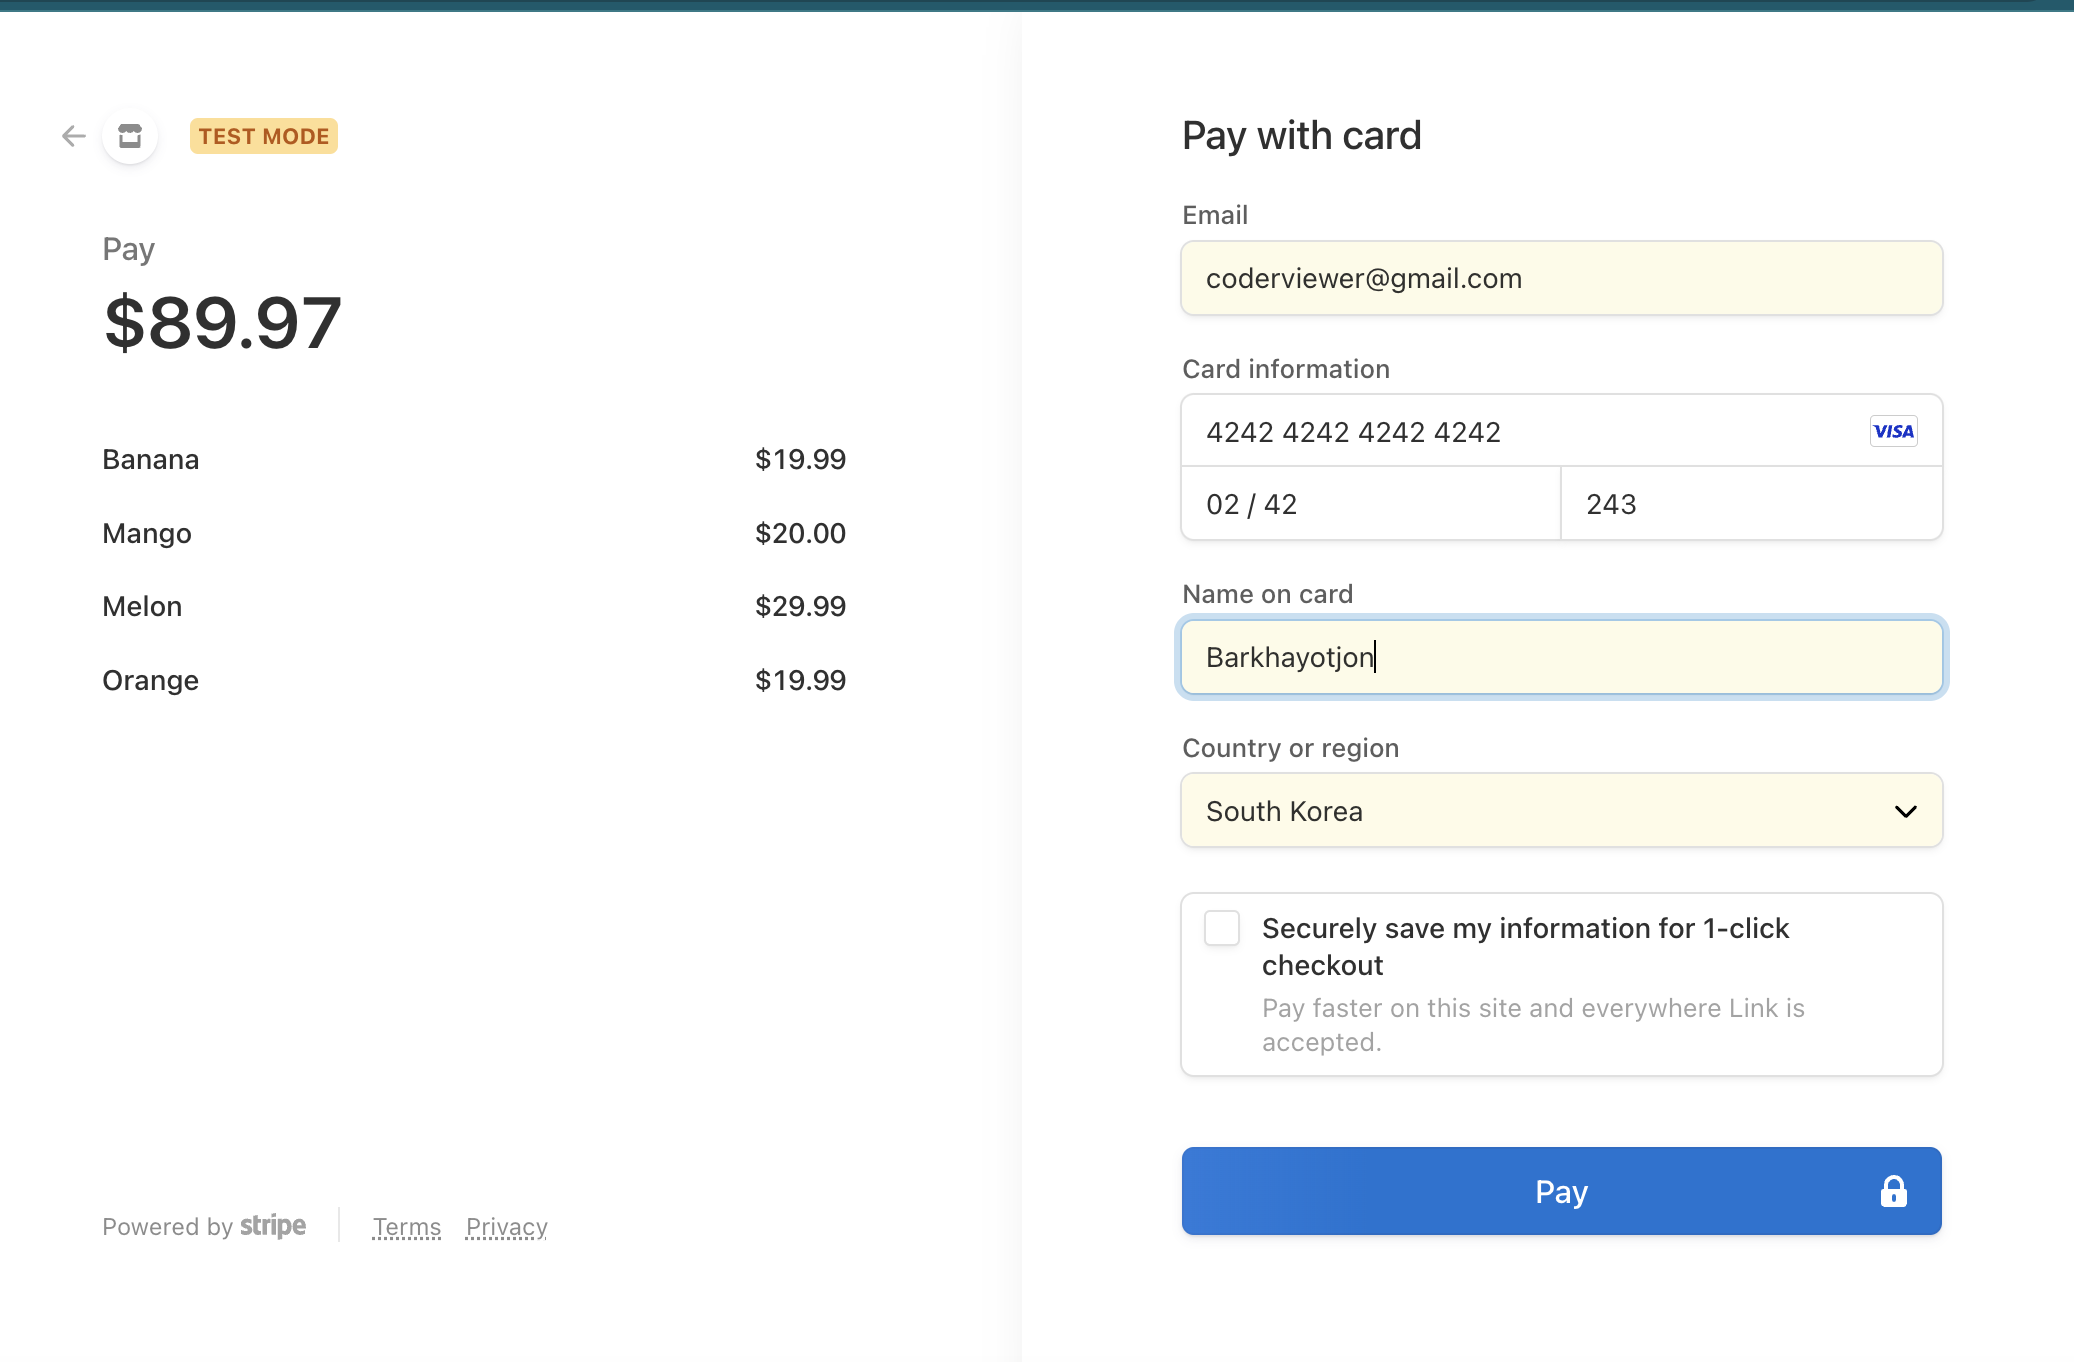 TEST MODE
Pay
$89.97
Banana $19.99
Mango $20.00
Melon $29.99
Orange $19.99
Powered by stripe Terms Privacy
Pay with card
Email
coderviewer@gmail.com
Card information
4242 4242 4242 4242 VISA
02 / 42 243
Name on card
Barkhayotjon
Country or region
South Korea
Securely save my information for 1-click
checkout
Pay faster on this site and everywhere Link is
accepted.
Pay